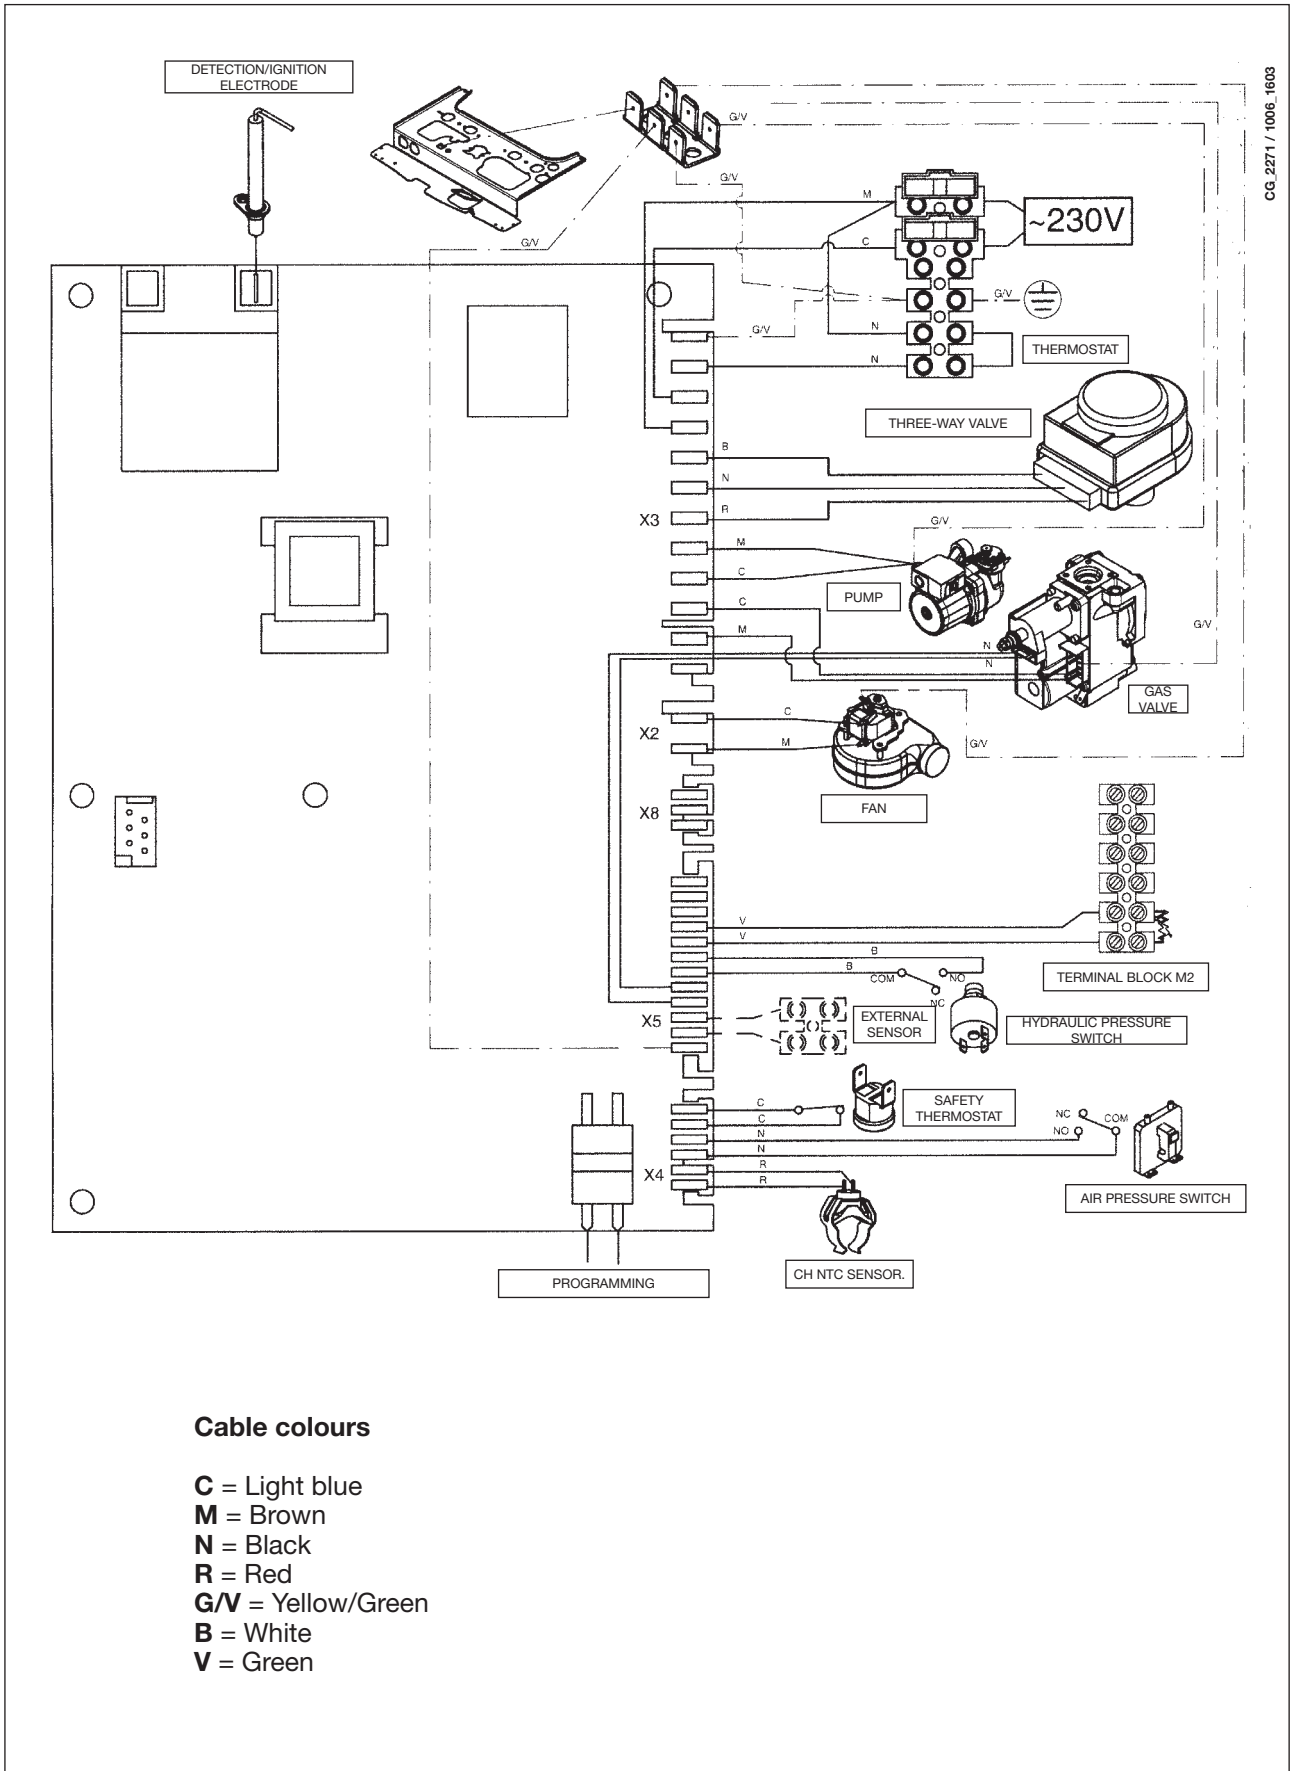 DETECTION/IGNITION
ELECTRODE
CG_2271 / 1006_1603
G/V
G/V
G/V
M
~230V
C
G/V
G/V
N
THERMOSTAT
N
THREE-WAY VALVE
B
N
R
X3
G/V
M
C
PUMP
C
M
G/V
N
N
GAS
VALVE
C
X2
M
G/V
FAN
X8
V
V
B
B
COM
NO
NC
TERMINAL BLOCK M2
X5
EXTERNAL
SENSOR
HYDRAULIC PRESSURE
SWITCH
C
C
SAFETY
THERMOSTAT
NC
COM
NO
N
N
X4
R
R
AIR PRESSURE SWITCH
CH NTC SENSOR.
PROGRAMMING
Cable colours
C = Light blue
M = Brown
N = Black
R = Red
G/V = Yellow/Green
B = White
V = Green